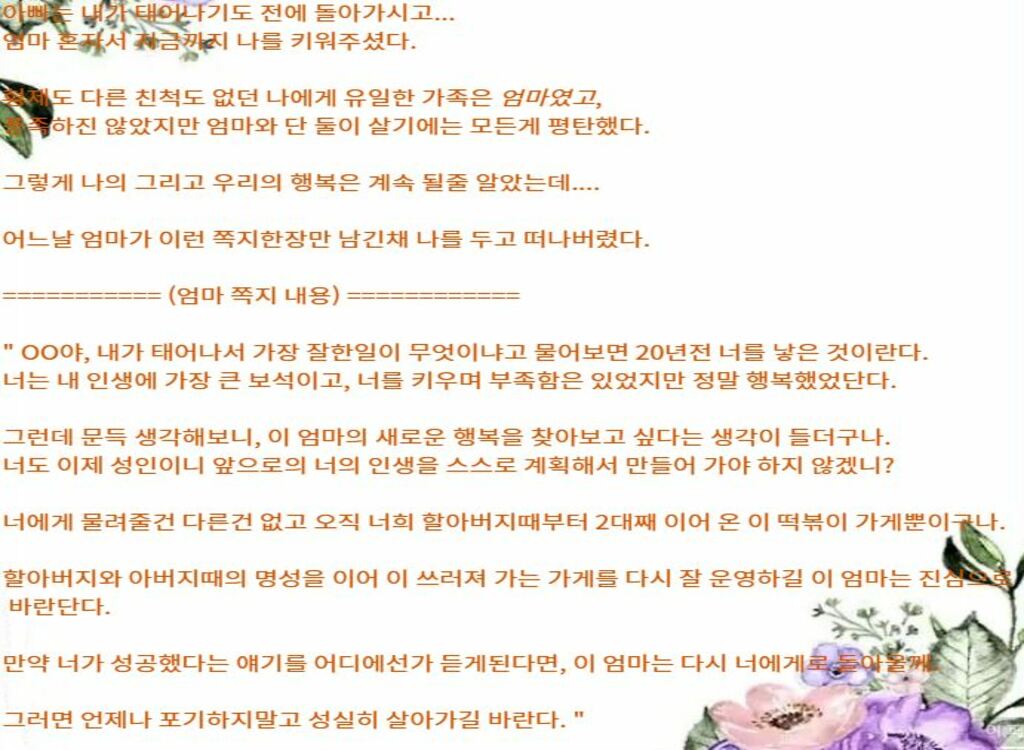 아빠는 내가 태어나기도 전에 돌아가시고...
엄마 혼자서 지금까지 나를 키워주셨다.
형제도 다른 친척도 없던 나에게 유일한 가족은 엄마였고,
풍족하진 않았지만 엄마와 단 둘이 살기에는 모든게 평탄했다.
그렇게 나의 그리고 우리의 행복은 계속 될줄 알았는데....
어느날 엄마가 이런 쪽지한장만 남긴채 나를 두고 떠나버렸다.
=========== (엄마 쪽지 내용) ============
" OO야, 내가 태어나서 가장 잘한일이 무엇이냐고 물어보면 20년전 너를 낳은 것이란다.
너는 내 인생에 가장 큰 보석이고, 너를 키우며 부족함은 있었지만 정말 행복했었단다.
그런데 문득 생각해보니, 이 엄마의 새로운 행복을 찾아보고 싶다는 생각이 들더구나.
너도 이제 성인이니 앞으로의 너의 인생을 스스로 계획해서 만들어 가야 하지 않겠니?
너에게 물려줄건 다른건 없고 오직 너희 할아버지때부터 2대째 이어 온 이 떡볶이 가게뿐이구나.
할아버지와 아버지때의 명성을 이어 이 쓰러져 가는 가게를 다시 잘 운영하길 이 엄마는 진심으로
바란단다.
만약 너가 성공했다는 얘기를 어디에선가 듣게된다면, 이 엄마는 다시 너에게로 돌아올께.
그러면 언제나 포기하지말고 성실히 살아가길 바란다. "